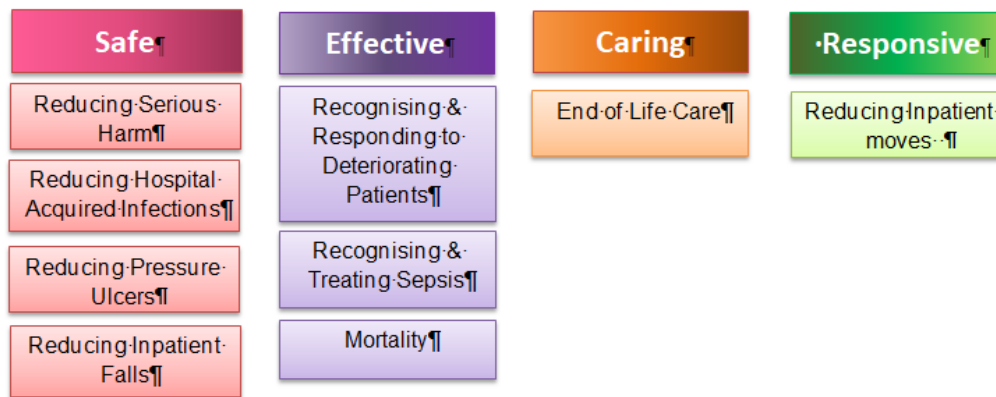 Safe¶
Reducing·Serious·
Harm¶
Reducing·Hospital·
Acquired·Infections¶
Reducing·Pressure·
Ulcers¶
Reducing·Inpatient·
Falls¶
Effective¶
Recognising·&·
Responding·to·
Deteriorating·
Patients¶
Recognising·&·
Treating·Sepsis¶
Mortality¶
Caring¶
End·of·Life·Care¶
·Responsive¶
Reducing·Inpatient·
moves··¶